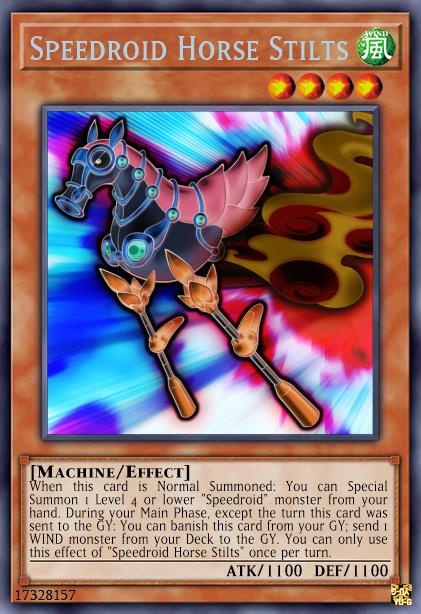 Speedroid Horse Stilts
WIND
風
[Machine/Effect]
When this card is Normal Summoned: You can Special
Summon 1 Level 4 or lower "Speedroid" monster from your
hand. During your Main Phase, except the turn this card was
sent to the GY: You can banish this card from your GY; send 1
WIND monster from your Deck to the GY. You can only use
this effect of "Speedroid Horse Stilts" once per turn.
ATK/1100 DEF/1100
17328157